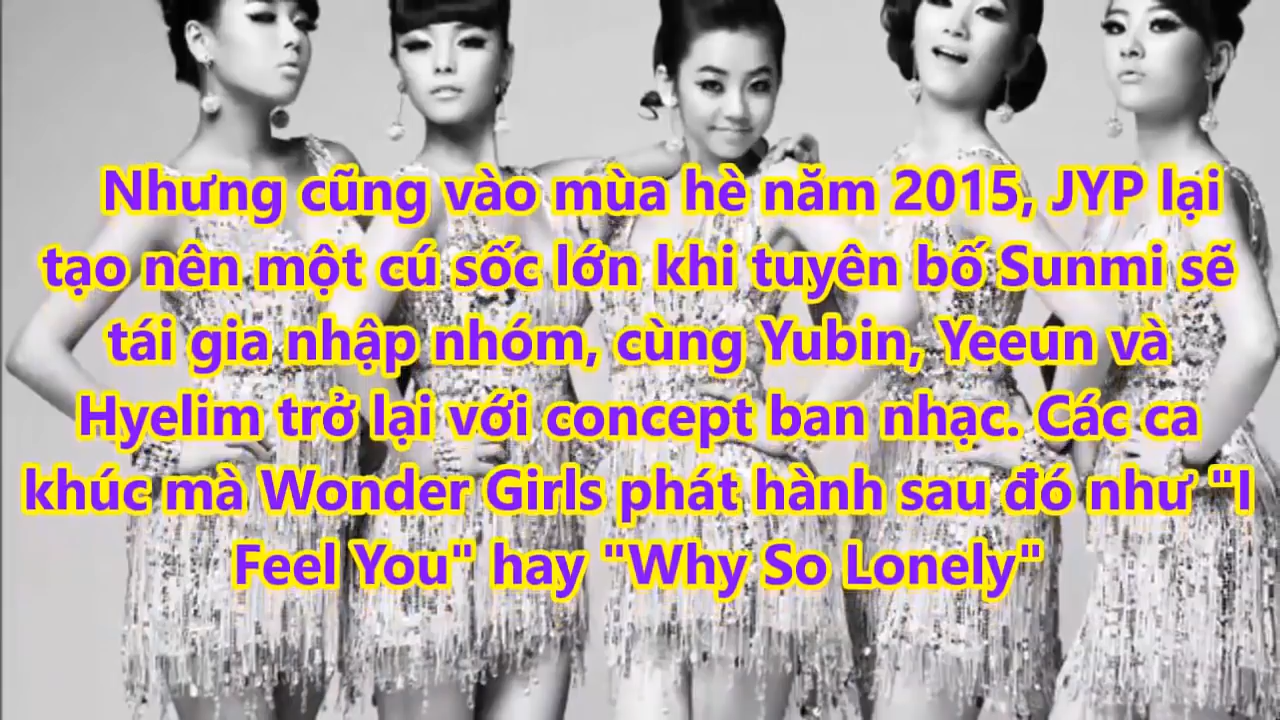 Nhưng cũng vào mùa hè năm 2015, JYP lại
tạo nên một cú sốc lớn khi tuyên bố Sunmi sẽ
tái gia nhập nhóm, cùng Yubin, Yeeun và
Hyelim trở lại với concept ban nhạc. Các ca
khúc mà Wonder Girls phát hành sau đó như "I
Feel You" hay "Why So Lonely"